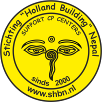 Stichting "Holland Building" Nepal
SUPPORT CP CENTERS
sinds 2000
www.shbn.nl